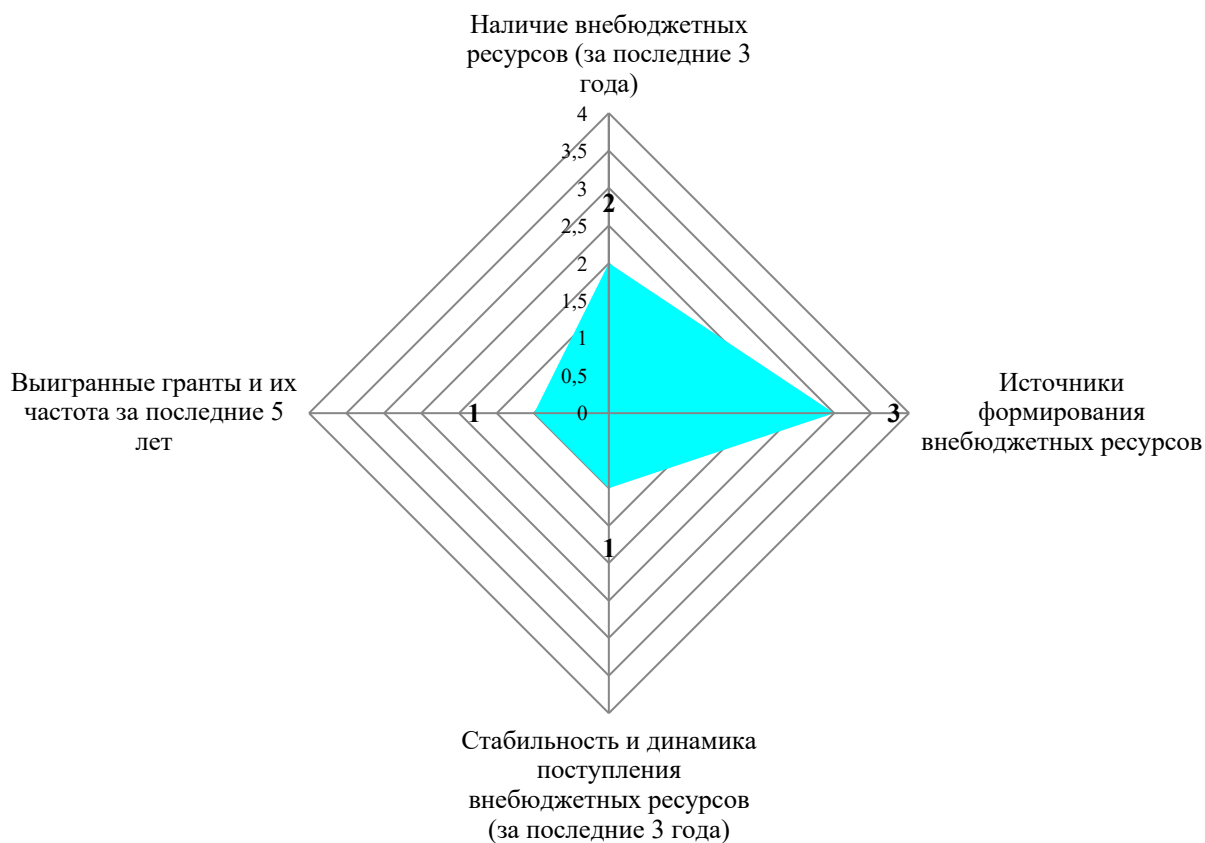 Наличие внебюджетных
ресурсов (за последние 3
года)
4
3,5
3
2
2,5
2
1,5
1
0,5
0
Выигранные гранты и их
частота за последние 5
лет
1
3
Источники
формирования
внебюджетных ресурсов
1
Стабильность и динамика
поступления
внебюджетных ресурсов
(за последние 3 года)